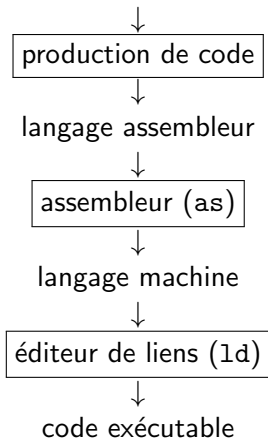 production de code
langage assembleur
assembleur (as)
langage machine
éditeur de liens (ld)
code exécutable